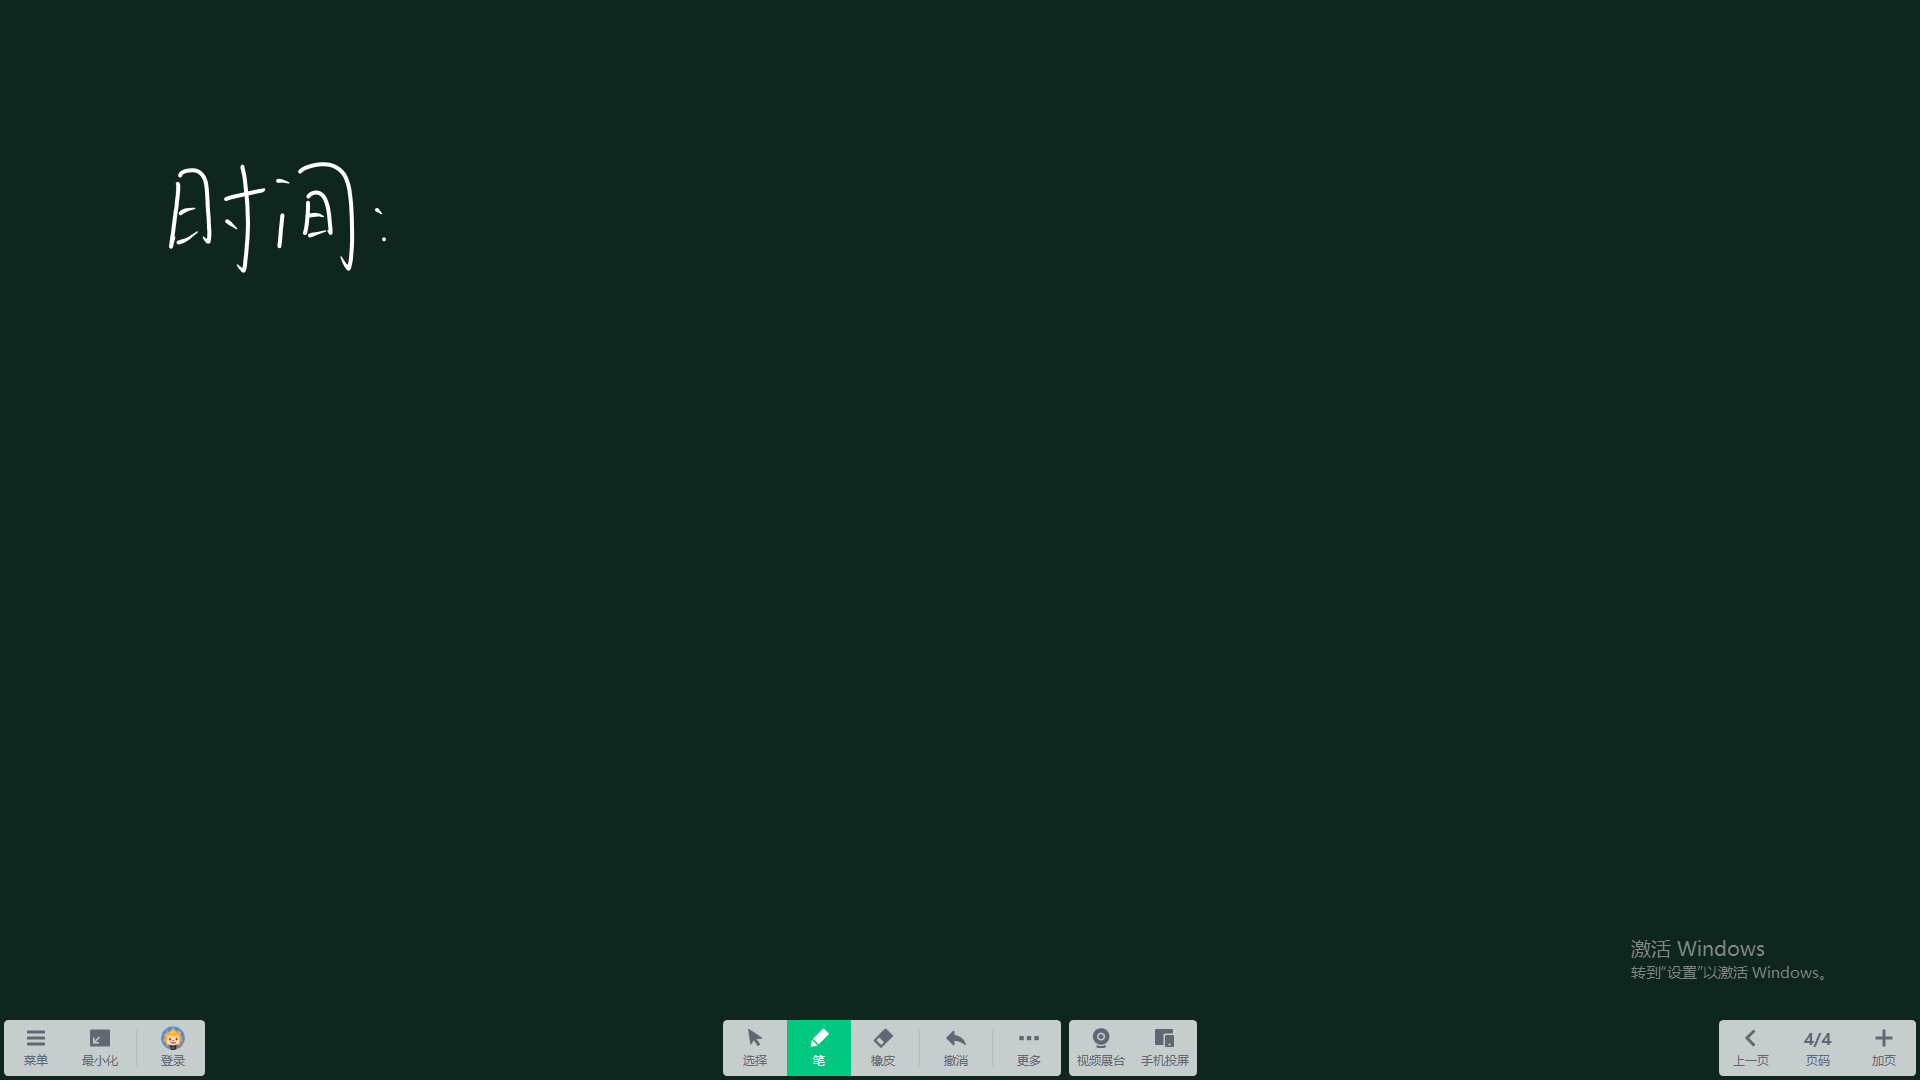 时间:
激活 Windows
转到“设置”以激活 Windows。
菜单 最小化 登录 选择 笔 橡皮 撤消 更多 视频展台 手机投屏 上一页 4/4 页码 加页